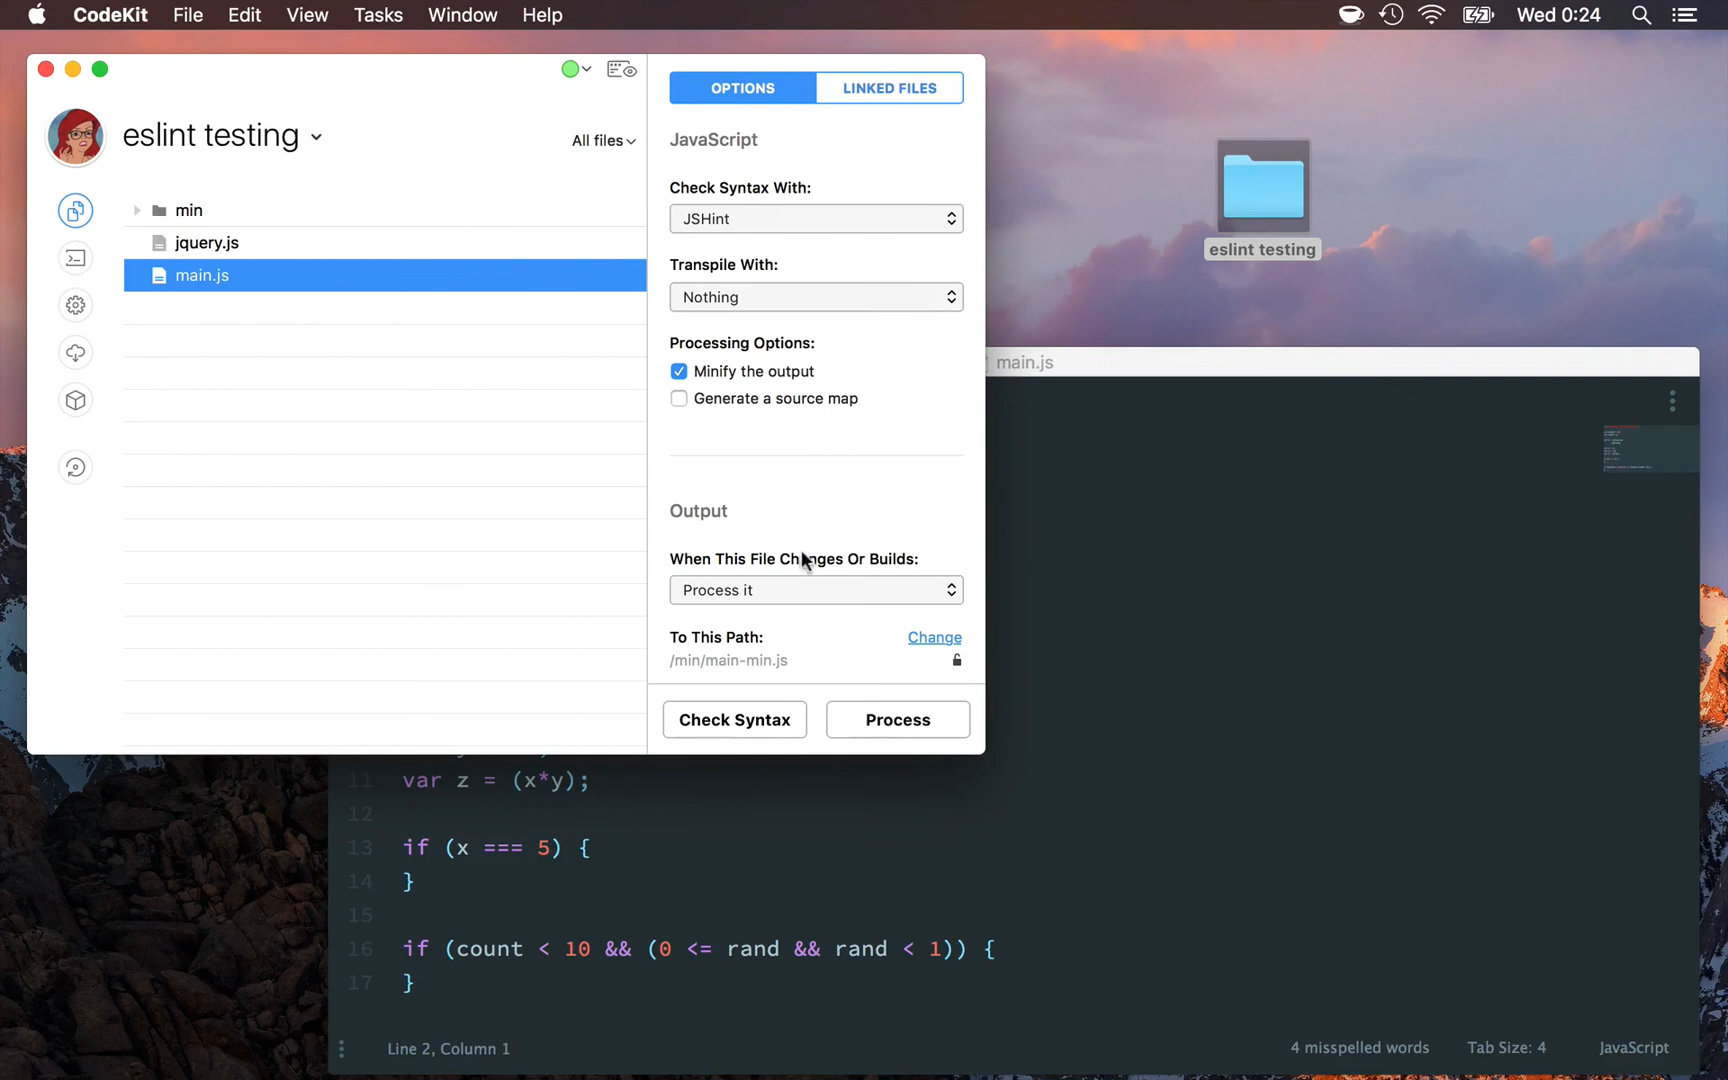 CodeKit File Edit View Tasks Window Help Wed 0:24
eslint testing
All files
min
jquery.js
main.js
OPTIONS LINKED FILES
JavaScript
Check Syntax With:
JSHint
Transpile With:
Nothing
Processing Options:
Minify the output
Generate a source map
Output
When This File Changes Or Builds:
Process it
To This Path: Change
/min/main-min.js
Check Syntax Process
eslint testing
main.js
11 var z = (x*y);
12
13 if (x === 5) {
14 }
15
16 if (count < 10 && (0 <= rand && rand < 1)) {
17 }
Line 2, Column 1 4 misspelled words Tab Size: 4 JavaScript